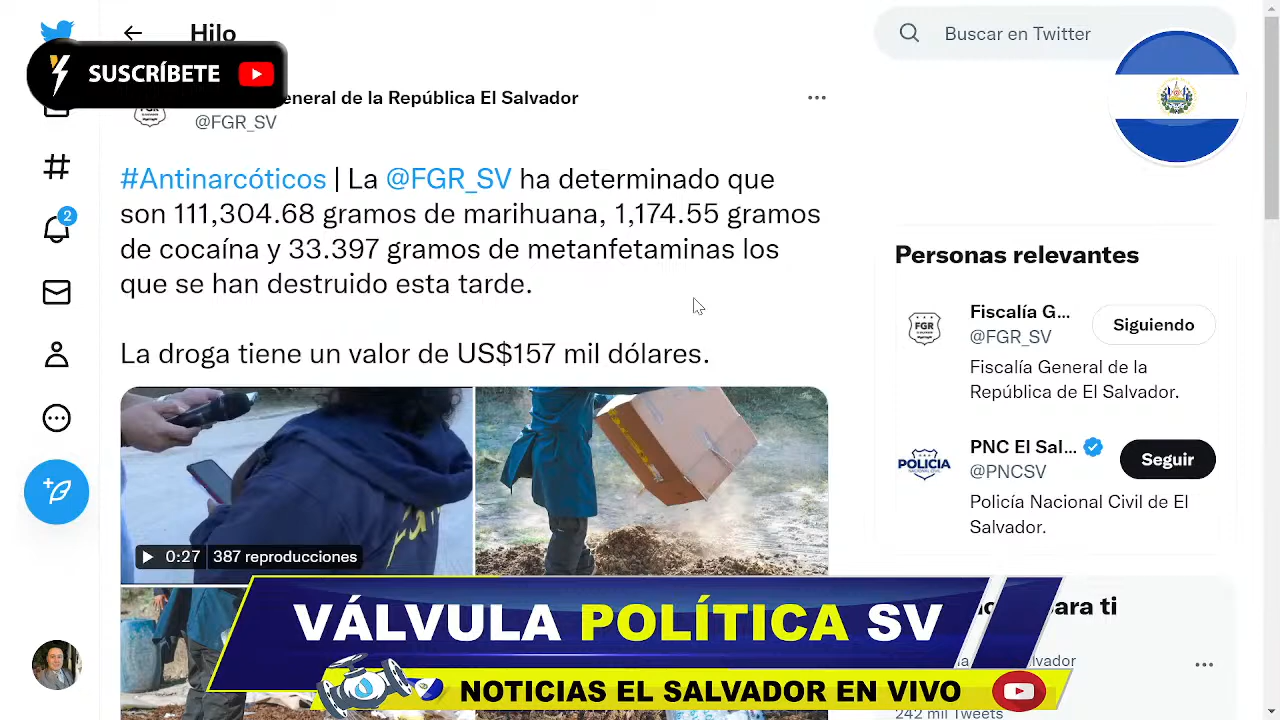 Hilo
Buscar en Twitter
SUSCRÍBETE
eneral de la República El Salvador
@FGR_SV
#Antinarcóticos | La @FGR_SV ha determinado que
son 111,304.68 gramos de marihuana, 1,174.55 gramos
de cocaína y 33.397 gramos de metanfetaminas los
que se han destruido esta tarde.
La droga tiene un valor de US$157 mil dólares.
0:27 387 reproducciones
2
Personas relevantes
FGR
Fiscalía G...
@FGR_SV
Siguiendo
Fiscalía General de la
República de El Salvador.
POLICIA
PNC El Sal...
@PNCSV
Seguir
Policía Nacional Civil de El
Salvador.
ara ti
lvador
242 mil Tweets
VÁLVULA POLÍTICA SV
NOTICIAS EL SALVADOR EN VIVO